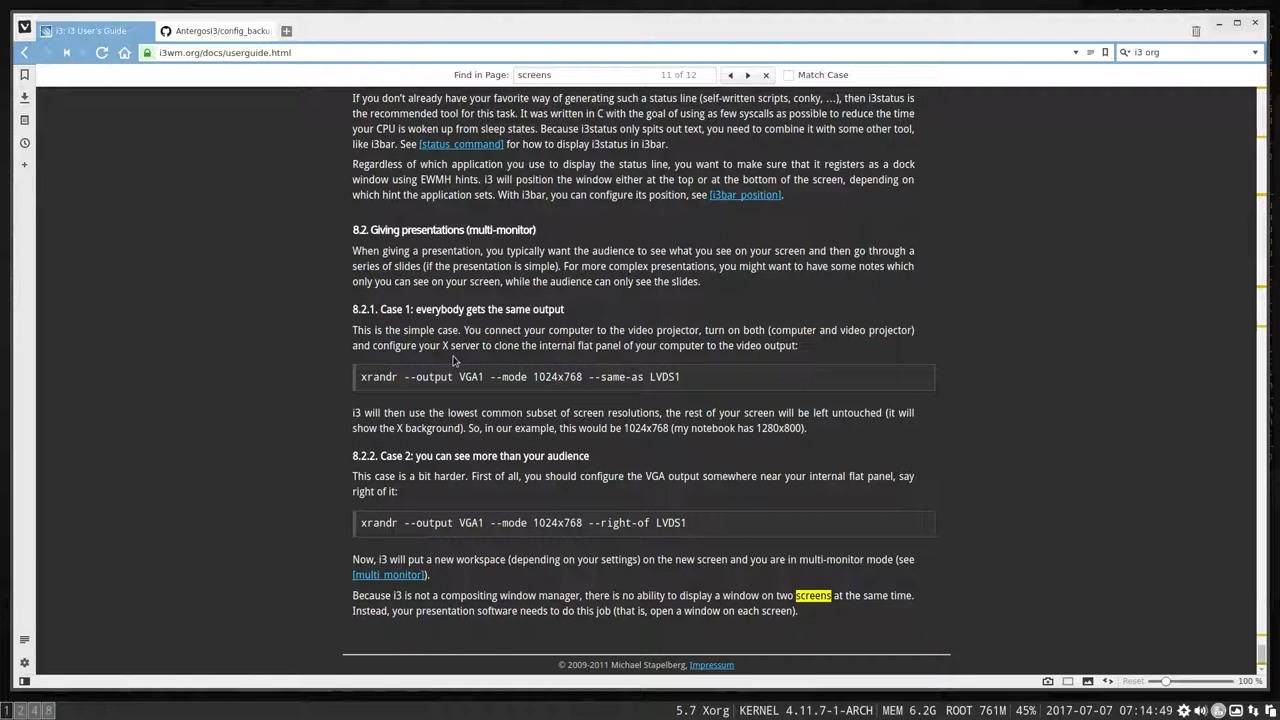 i3: i3 User's Guide
AntergosI3/config_backu
i3wm.org/docs/userguide.html
i3 org
Find in Page:
screens
11 of 12
Match Case
If you don't already have your favorite way of generating such a status line (self-written scripts, conky, …), then i3status is
the recommended tool for this task. It was written in C with the goal of using as few syscalls as possible to reduce the time
your CPU is woken up from sleep states. Because i3status only spits out text, you need to combine it with some other tool,
like i3bar. See [status_command] for how to display i3status in i3bar.
Regardless of which application you use to display the status line, you want to make sure that it registers as a dock
window using EWMH hints. i3 will position the window either at the top or at the bottom of the screen, depending on
which hint the application sets. With i3bar, you can configure its position, see [i3bar_position].
8.2. Giving presentations (multi-monitor)
When giving a presentation, you typically want the audience to see what you see on your screen and then go through a
series of slides (if the presentation is simple). For more complex presentations, you might want to have some notes which
only you can see on your screen, while the audience can only see the slides.
8.2.1. Case 1: everybody gets the same output
This is the simple case. You connect your computer to the video projector, turn on both (computer and video projector)
and configure your X server to clone the internal flat panel of your computer to the video output:
xrandr --output VGA1 --mode 1024x768 --same-as LVDS1
i3 will then use the lowest common subset of screen resolutions, the rest of your screen will be left untouched (it will
show the X background). So, in our example, this would be 1024x768 (my notebook has 1280x800).
8.2.2. Case 2: you can see more than your audience
This case is a bit harder. First of all, you should configure the VGA output somewhere near your internal flat panel, say
right of it:
xrandr --output VGA1 --mode 1024x768 --right-of LVDS1
Now, i3 will put a new workspace (depending on your settings) on the new screen and you are in multi-monitor mode (see
[multi_monitor]).
Because i3 is not a compositing window manager, there is no ability to display a window on two screens at the same time.
Instead, your presentation software needs to do this job (that is, open a window on each screen).
© 2009-2011 Michael Stapelberg, Impressum
Reset
100 %
1 2 4 8
5.7 Xorg
KERNEL 4.11.7-1-ARCH
MEM 6.2G
ROOT 761M
45%
2017-07-07
07:14:49